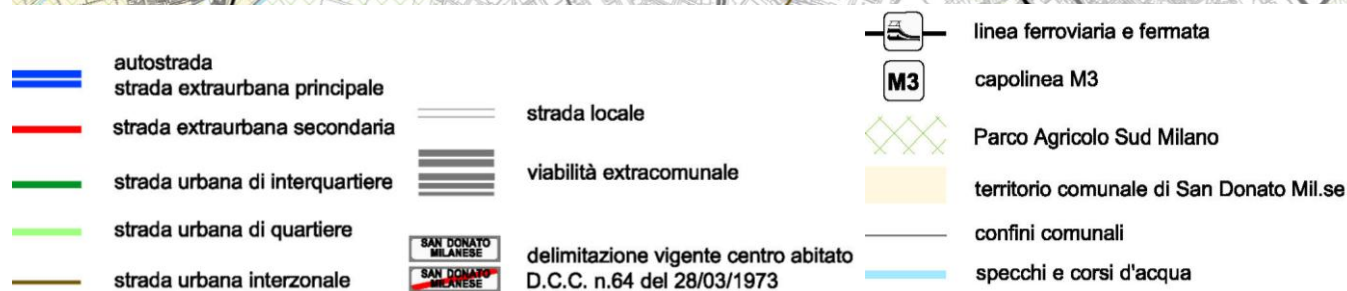 autostrada
strada extraurbana principale
strada extraurbana secondaria
strada urbana di interquartiere
strada urbana di quartiere
strada urbana interzonale
strada locale
viabilità extracomunale
SAN DONATO
MILANESE
SAN DONATO
MILANESE
delimitazione vigente centro abitato
D.C.C. n.64 del 28/03/1973
linea ferroviaria e fermata
M3
capolinea M3
Parco Agricolo Sud Milano
territorio comunale di San Donato Mil.se
confini comunali
specchi e corsi d'acqua